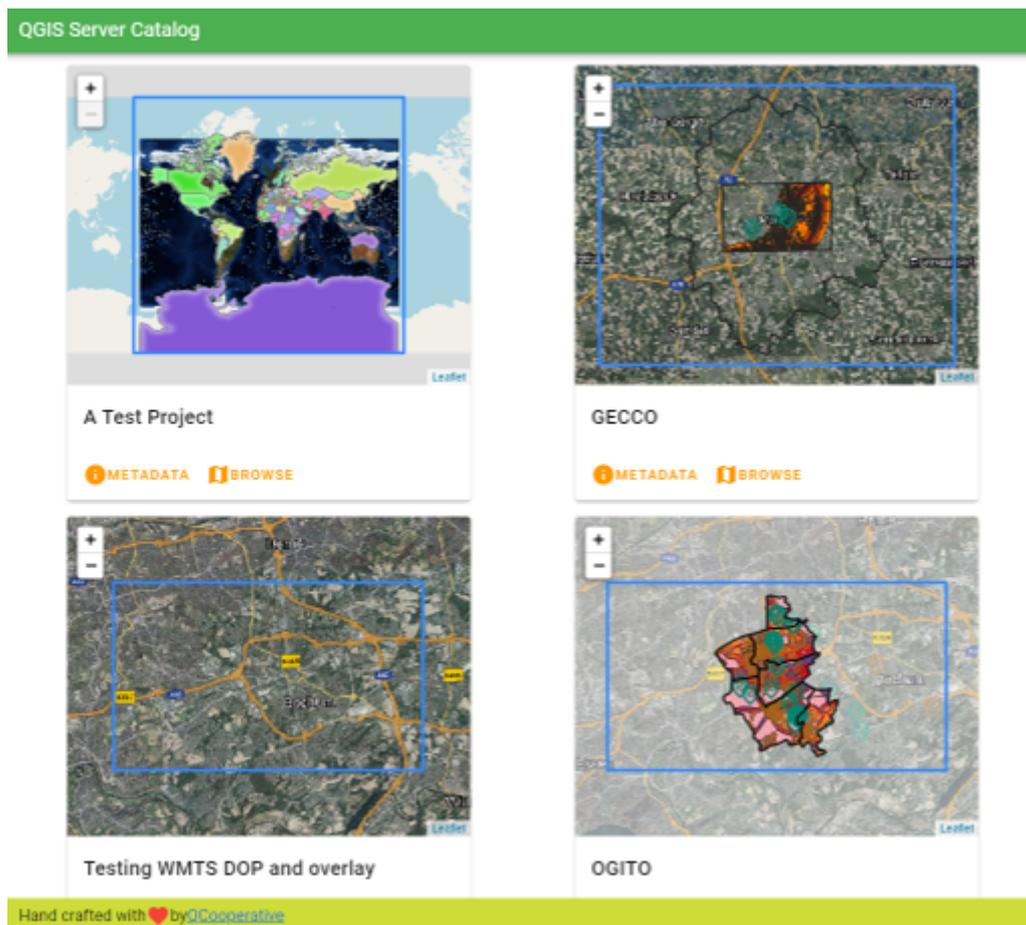 QGIS Server Catalog
+
−
Leaflet
+
−
Leaflet
A Test Project
GECCO
METADATA BROWSE
METADATA BROWSE
+
−
Leaflet
+
−
Leaflet
Testing WMTS DOP and overlay
OGITO
Hand crafted with by QCooperative